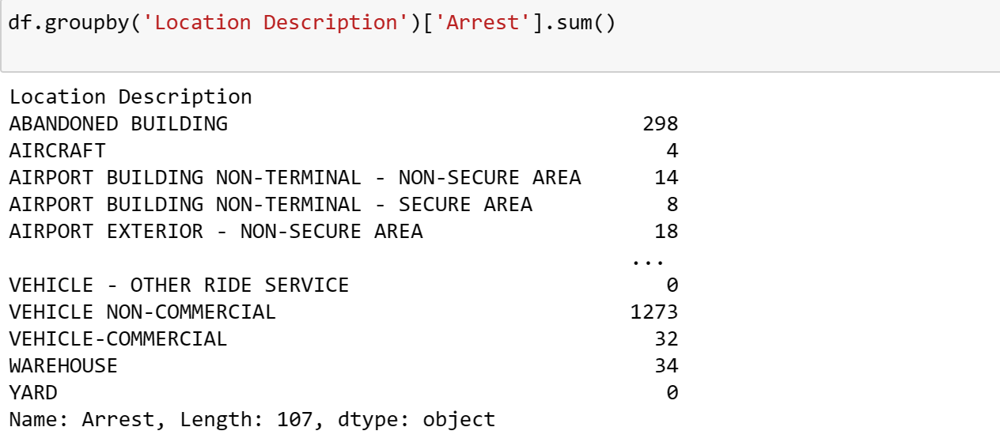 df.groupby('Location Description')['Arrest'].sum()
Location Description
ABANDONED BUILDING 298
AIRCRAFT 4
AIRPORT BUILDING NON-TERMINAL - NON-SECURE AREA 14
AIRPORT BUILDING NON-TERMINAL - SECURE AREA 8
AIRPORT EXTERIOR - NON-SECURE AREA 18
...
VEHICLE - OTHER RIDE SERVICE 0
VEHICLE NON-COMMERCIAL 1273
VEHICLE-COMMERCIAL 32
WAREHOUSE 34
YARD 0
Name: Arrest, Length: 107, dtype: object